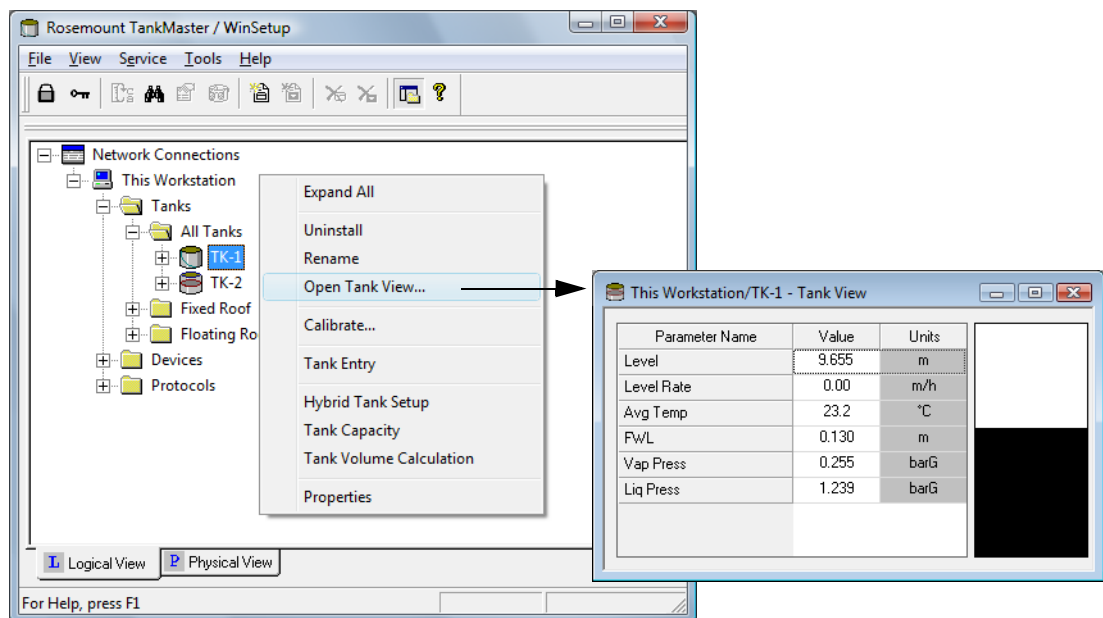 Rosemount TankMaster / WinSetup
File View Service Tools Help
Network Connections
This Workstation
Tanks
All Tanks
TK-1
TK-2
Fixed Roof
Floating Ro
Devices
Protocols
Expand All
Uninstall
Rename
Open Tank View...
Calibrate...
Tank Entry
Hybrid Tank Setup
Tank Capacity
Tank Volume Calculation
Properties
L Logical View P Physical View
For Help, press F1
This Workstation/TK-1 - Tank View
Parameter Name Value Units
Level 9.655 m
Level Rate 0.00 m/h
Avg Temp 23.2 °C
FWL 0.130 m
Vap Press 0.255 barG
Liq Press 1.239 barG